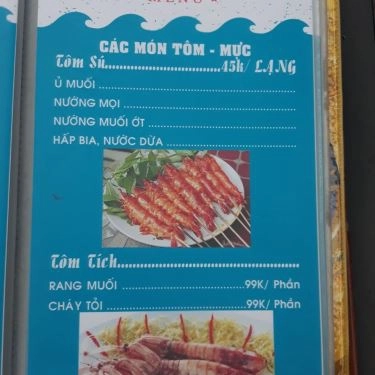 MENU
CÁC MÓN TÔM - MỰC
Tôm Sú.......................45k/ LẠNG
Ủ MUỐI
NƯỚNG MỌI
NƯỚNG MUỐI ỚT
HẤP BIA, NƯỚC DỪA
Tôm Tích
RANG MUỐI ..............................99K/ Phần
CHÁY TỎI ................................99K/ Phần